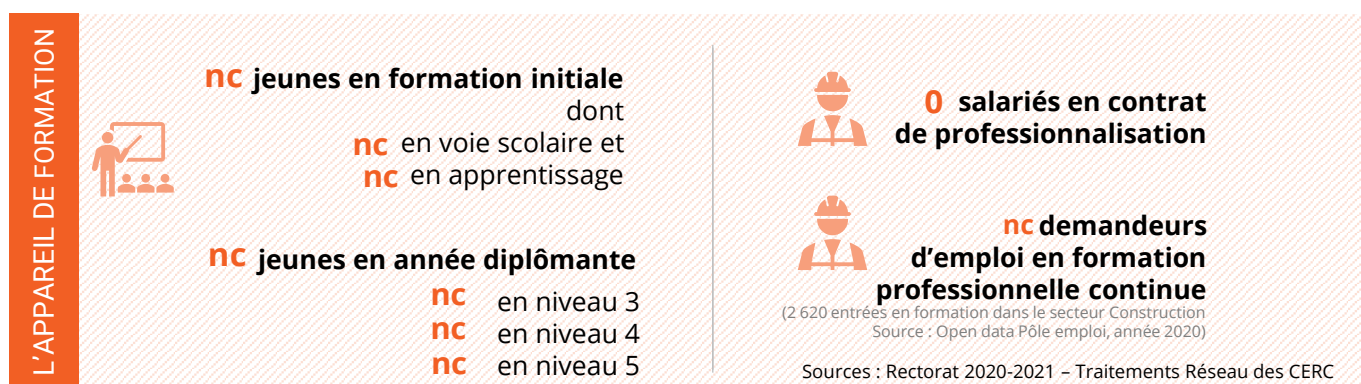 L'APPAREIL DE FORMATION
nc jeunes en formation initiale
dont
nc en voie scolaire et
nc en apprentissage
nc jeunes en année diplômante
nc en niveau 3
nc en niveau 4
nc en niveau 5
0 salariés en contrat
de professionnalisation
nc demandeurs
d’emploi en formation
professionnelle continue
(2 620 entrées en formation dans le secteur Construction
Source : Open data Pôle emploi, année 2020)
Sources : Rectorat 2020-2021 – Traitements Réseau des CERC